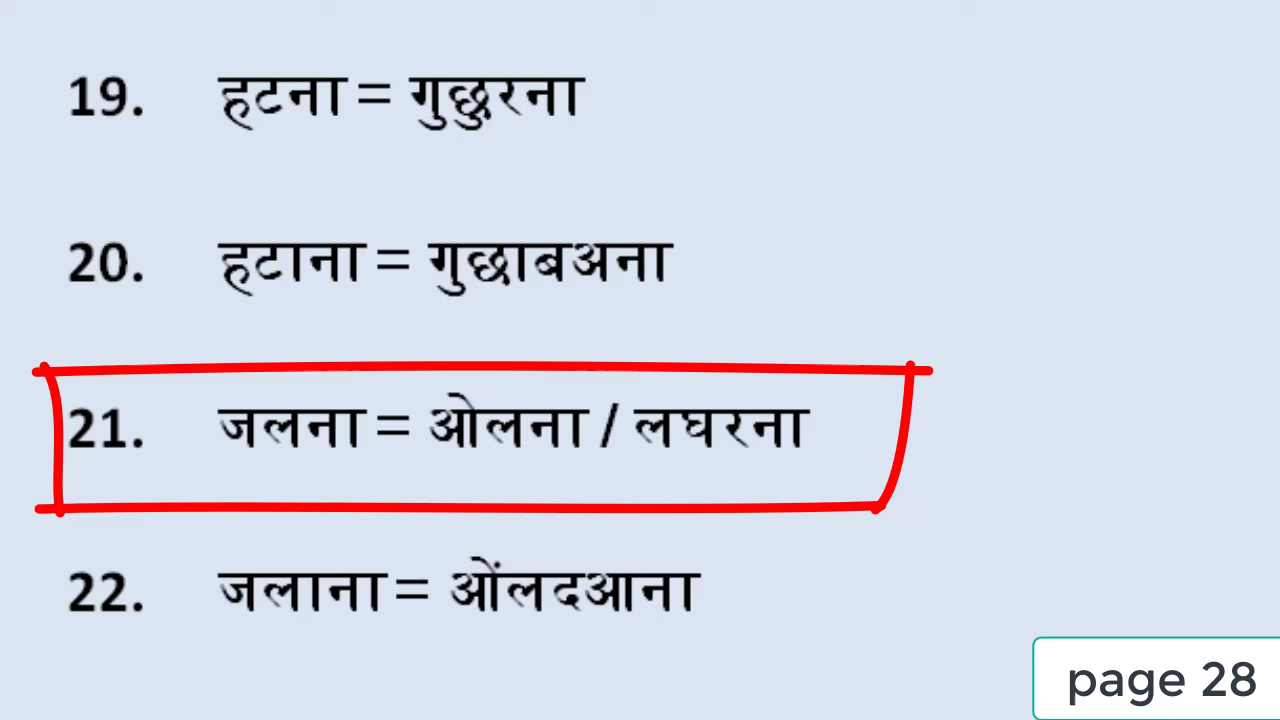 19. हटना = गुछुरना
20. हटाना = गुछाबअना
21. जलना = ओलना / लघरना
22. जलाना = ओंलदआना
page 28